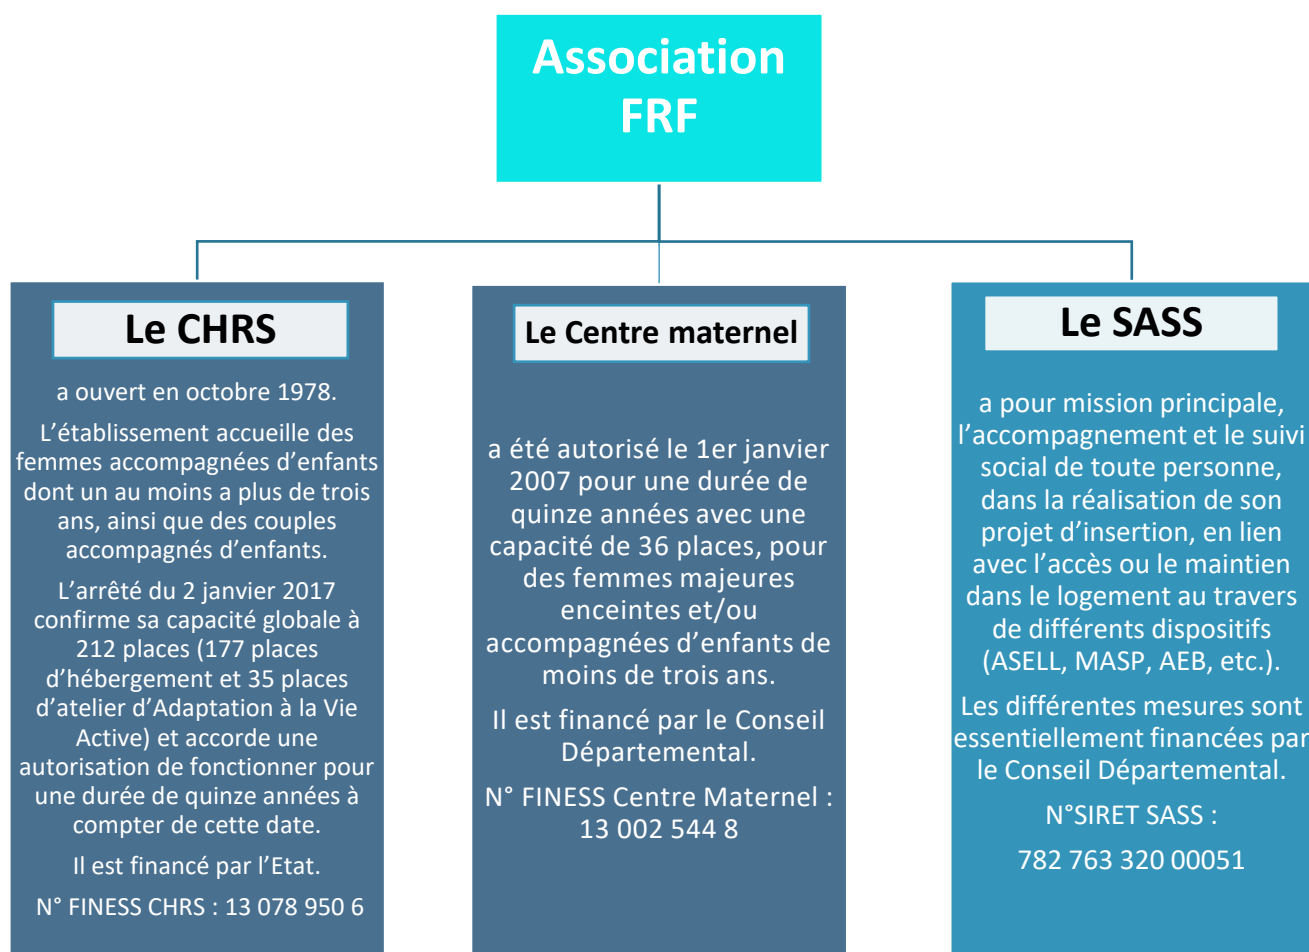 Association
FRF
Le CHRS
a ouvert en octobre 1978.
L'établissement accueille des
femmes accompagnées d'enfants
dont un au moins a plus de trois
ans, ainsi que des couples
accompagnés d'enfants.
L'arrêté du 2 janvier 2017
confirme sa capacité globale à
212 places (177 places
d'hébergement et 35 places
d'atelier d'Adaptation à la Vie
Active) et accorde une
autorisation de fonctionner pour
une durée de quinze années à
compter de cette date.
Il est financé par l'Etat.
N° FINESS CHRS : 13 078 950 6
Le Centre maternel
a été autorisé le 1er janvier
2007 pour une durée de
quinze années avec une
capacité de 36 places, pour
des femmes majeures
enceintes et/ou
accompagnées d'enfants de
moins de trois ans.
Il est financé par le Conseil
Départemental.
N° FINESS Centre Maternel :
13 002 544 8
Le SASS
a pour mission principale,
l'accompagnement et le suivi
social de toute personne,
dans la réalisation de son
projet d'insertion, en lien
avec l'accès ou le maintien
dans le logement au travers
de différents dispositifs
(ASELL, MASP, AEB, etc.).
Les différentes mesures sont
essentiellement financées par
le Conseil Départemental.
N°SIRET SASS :
782 763 320 00051